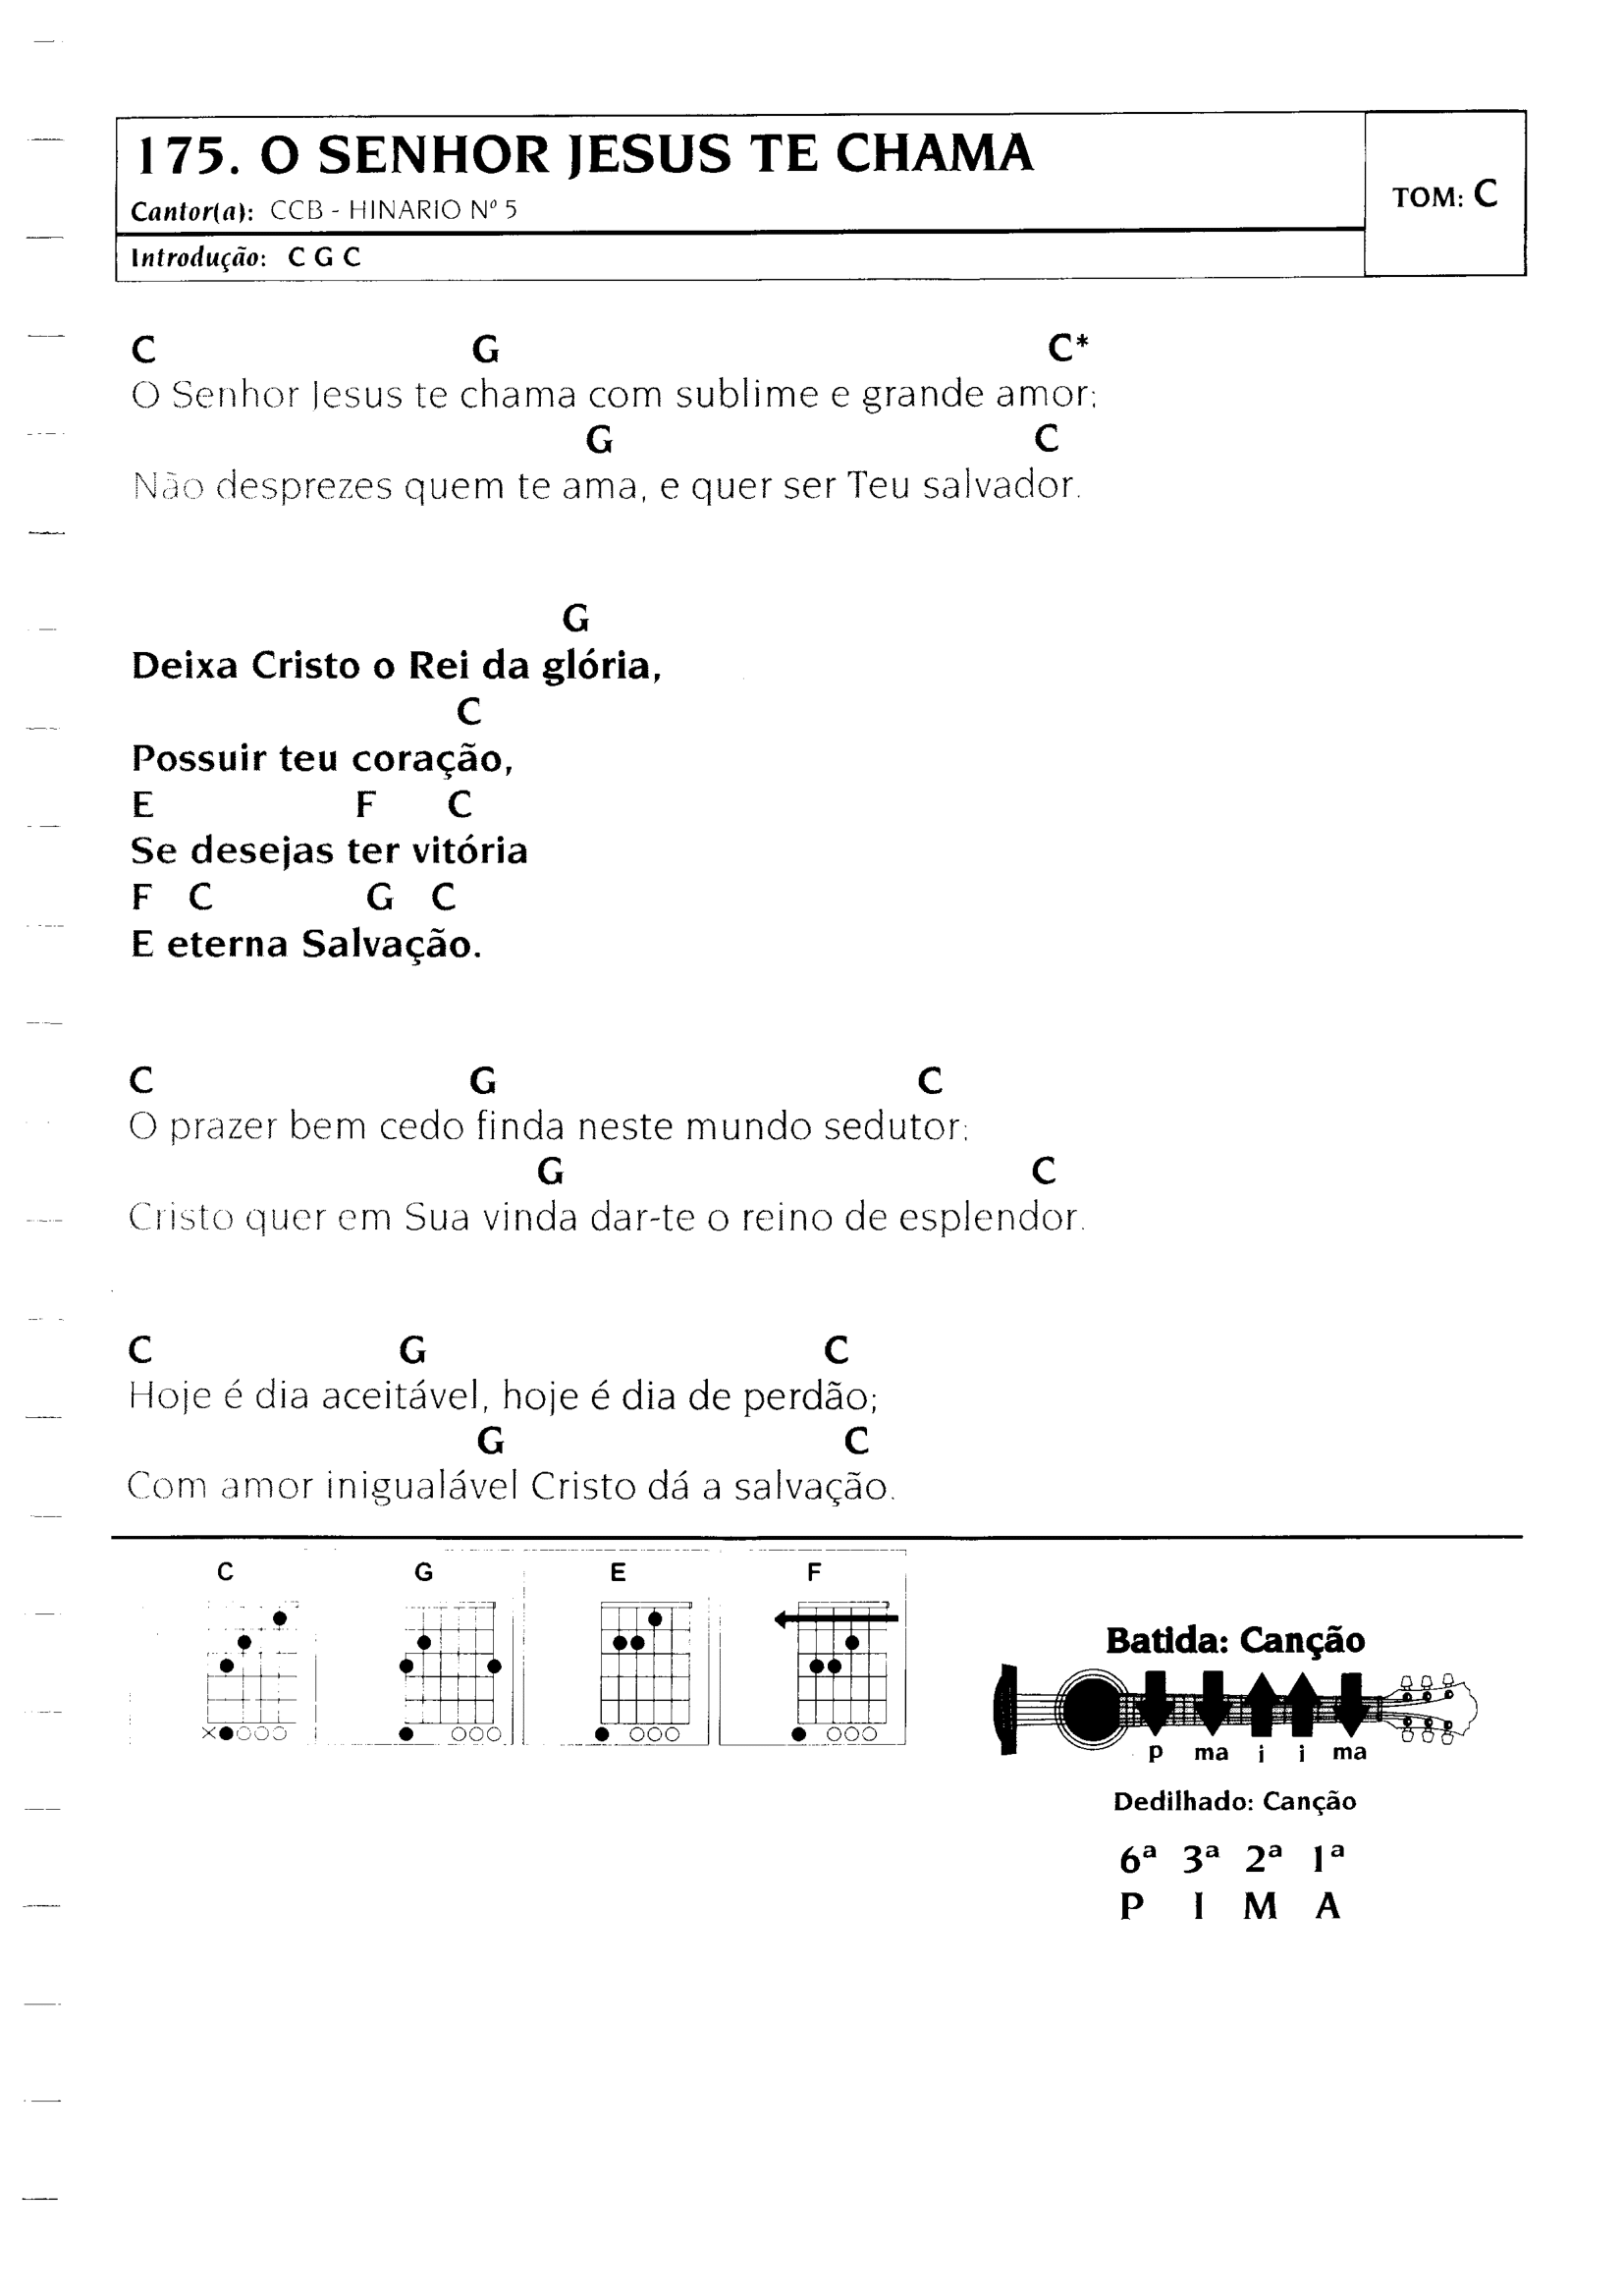 175. O SENHOR JESUS TE CHAMA
Cantor(a): CCB - HINARIO Nº 5
TOM: C
Introdução: C G C
C G C*
O Senhor Jesus te chama com sublime e grande amor;
G C
Não desprezes quem te ama, e quer ser Teu salvador.
G
Deixa Cristo o Rei da glória,
C
Possuir teu coração,
E F C
Se desejas ter vitória
F C G C
E eterna Salvação.
C G C
O prazer bem cedo finda neste mundo sedutor;
G C
Cristo quer em Sua vinda dar-te o reino de esplendor.
C G C
Hoje é dia aceitável, hoje é dia de perdão;
G C
Com amor inigualável Cristo dá a salvação.
C G E F
Batida: Canção
p ma i i ma
Dedilhado: Canção
6ª 3ª 2ª 1ª
P I M A